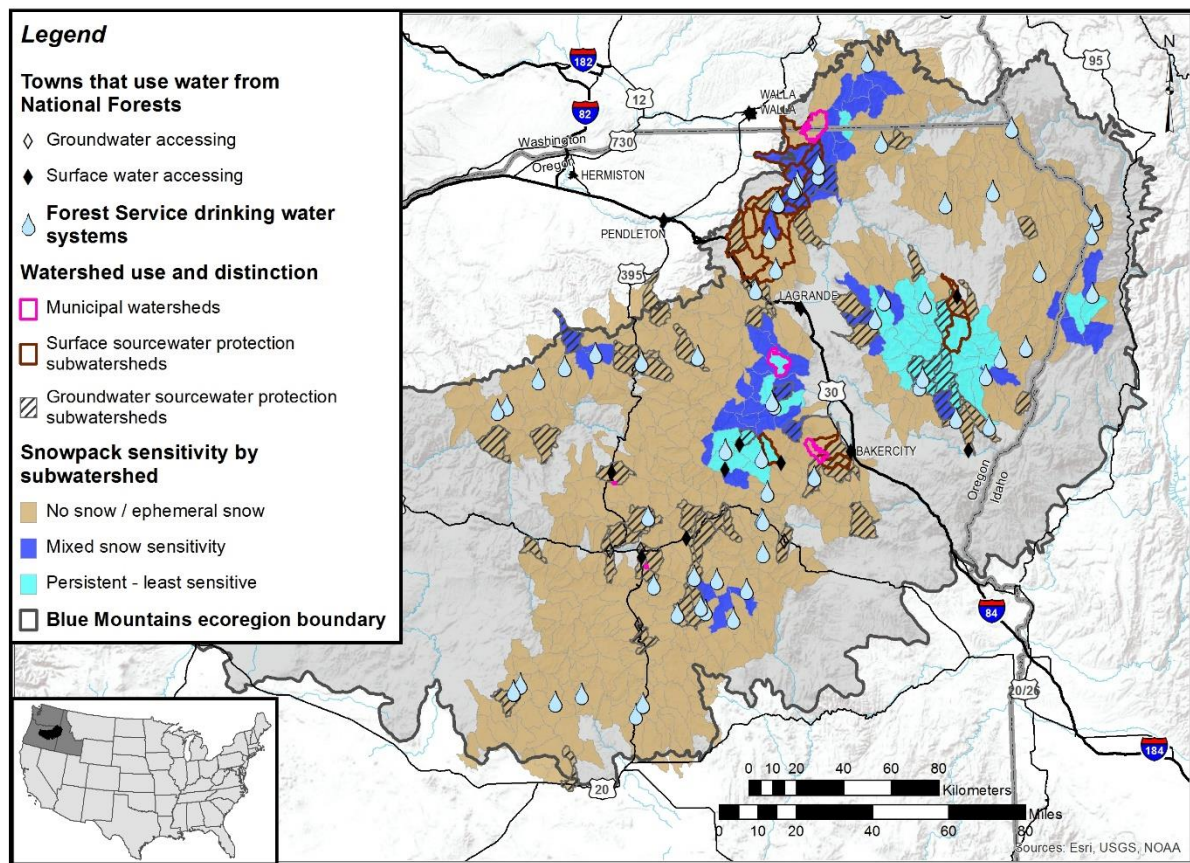 Legend
Towns that use water from
National Forests
Groundwater accessing
Surface water accessing
Forest Service drinking water
systems
Watershed use and distinction
Municipal watersheds
Surface sourcewater protection
subwatersheds
Groundwater sourcewater protection
subwatersheds
Snowpack sensitivity by
subwatershed
No snow / ephemeral snow
Mixed snow sensitivity
Persistent - least sensitive
Blue Mountains ecoregion boundary
182
82
12
95
N
WALLA
WALLA
Washington
Oregon
730
HERMISTON
PENDLETON
395
LAGRANDE
30
BAKERCITY
Oregon
Idaho
84
20/26
184
20
0 10 20 40 60 80
Kilometers
Miles
0 10 20 40 60 80
Sources: Esri, USGS, NOAA